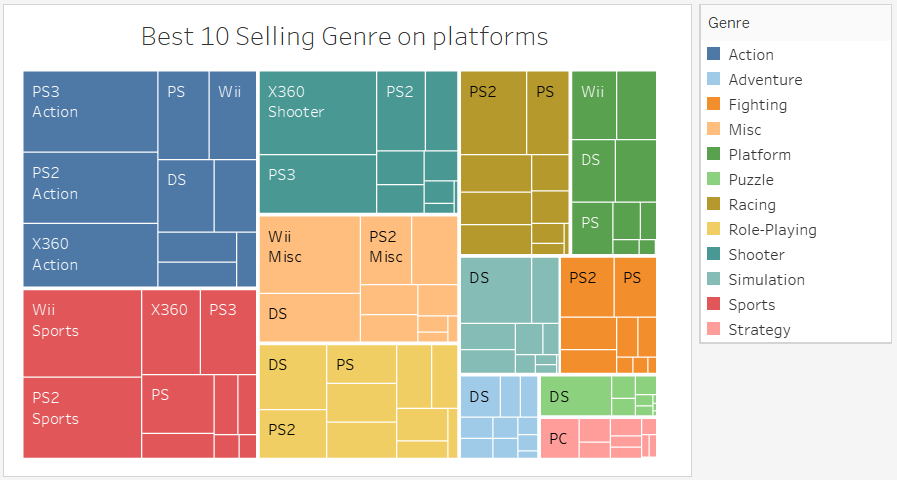 Best 10 Selling Genre on platforms
PS3
Action
PS
Wii
PS2
Action
DS
X360
Action
Wii
Sports
X360
PS3
PS2
Sports
PS
X360
Shooter
PS2
PS3
Wii
Misc
PS2
Misc
DS
DS
PS
PS2
PS2
PS
Wii
DS
PS
DS
PS2
PS
DS
DS
PC
Genre
Action
Adventure
Fighting
Misc
Platform
Puzzle
Racing
Role-Playing
Shooter
Simulation
Sports
Strategy